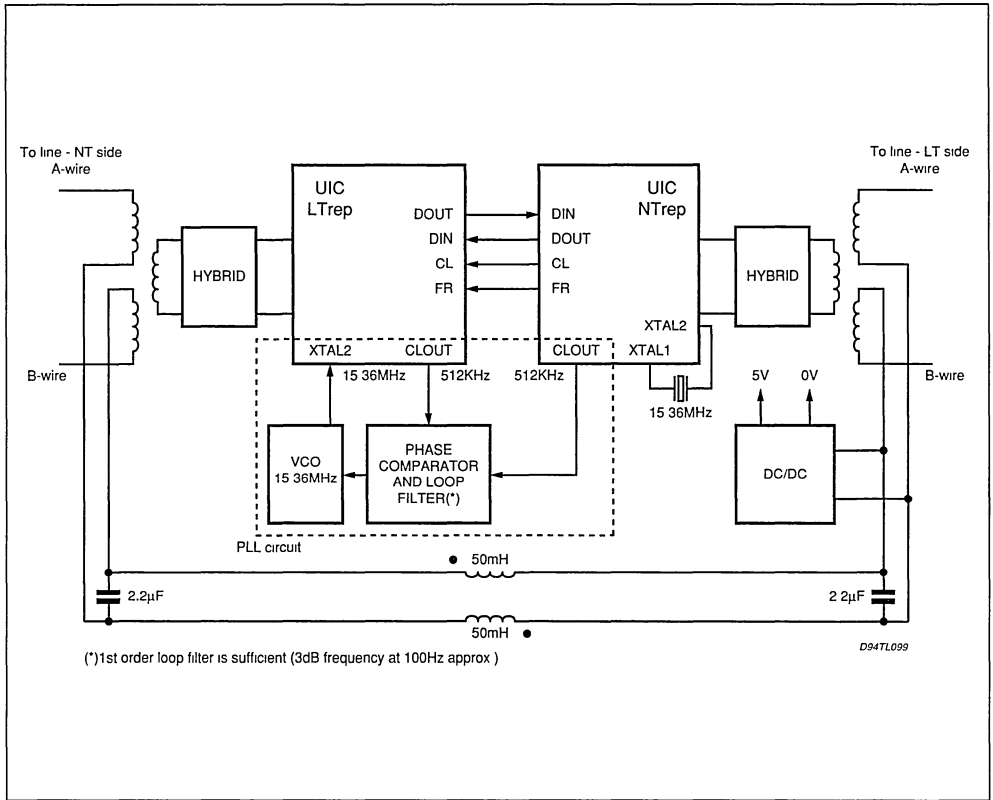 To line - NT side
A-wire
To line - LT side
A-wire
UIC
LTrep
UIC
NTrep
DOUT
DIN
DIN
DOUT
CL
CL
FR
FR
HYBRID
HYBRID
XTAL2
XTAL2
CLOUT
CLOUT
XTAL1
B-wire
15 36MHz
512KHz
512KHz
5V
0V
B-wire
15 36MHz
VCO
15 36MHz
PHASE
COMPARATOR
AND LOOP
FILTER(*)
DC/DC
PLL circuit
50mH
2.2µF
2 2µF
50mH
D94TL099
(*)1st order loop filter is sufficient (3dB frequency at 100Hz approx )